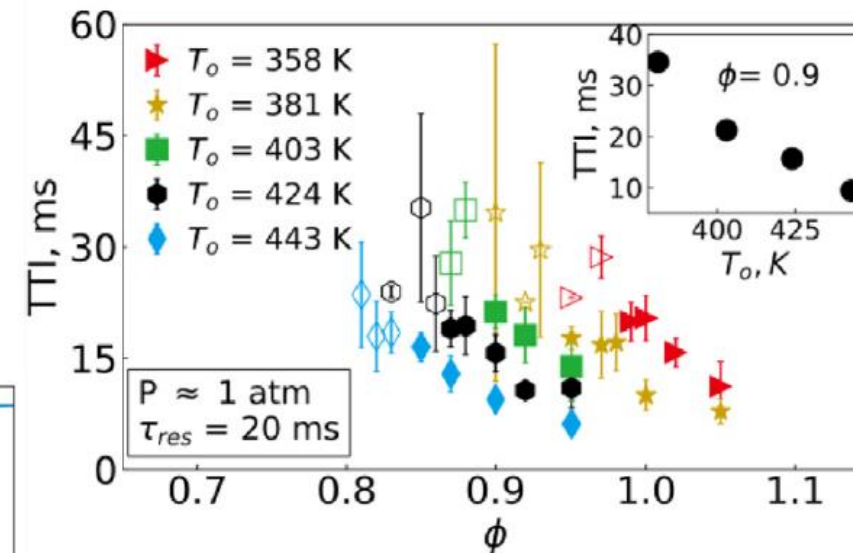 60
45
30
15
0
TTI, ms
T_o = 358 K
T_o = 381 K
T_o = 403 K
T_o = 424 K
T_o = 443 K
P ≈ 1 atm
τ_res = 20 ms
0.7 0.8 0.9 1.0 1.1
ϕ
40
30
20
10
TTI, ms
ϕ= 0.9
400 425
T_o, K